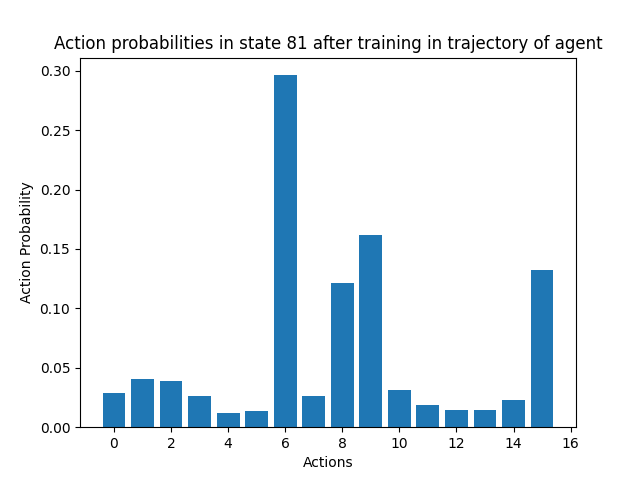 Action probabilities in state 81 after training in trajectory of agent
0.30
0.25
0.20
0.15
0.10
0.05
0.00
Action Probability
0 2 4 6 8 10 12 14 16
Actions